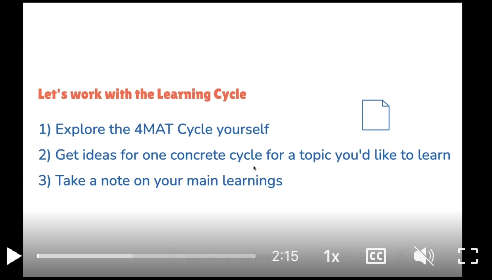 Let's work with the Learning Cycle
1) Explore the 4MAT Cycle yourself
2) Get ideas for one concrete cycle for a topic you'd like to learn
3) Take a note on your main learnings
2:15 1x CC